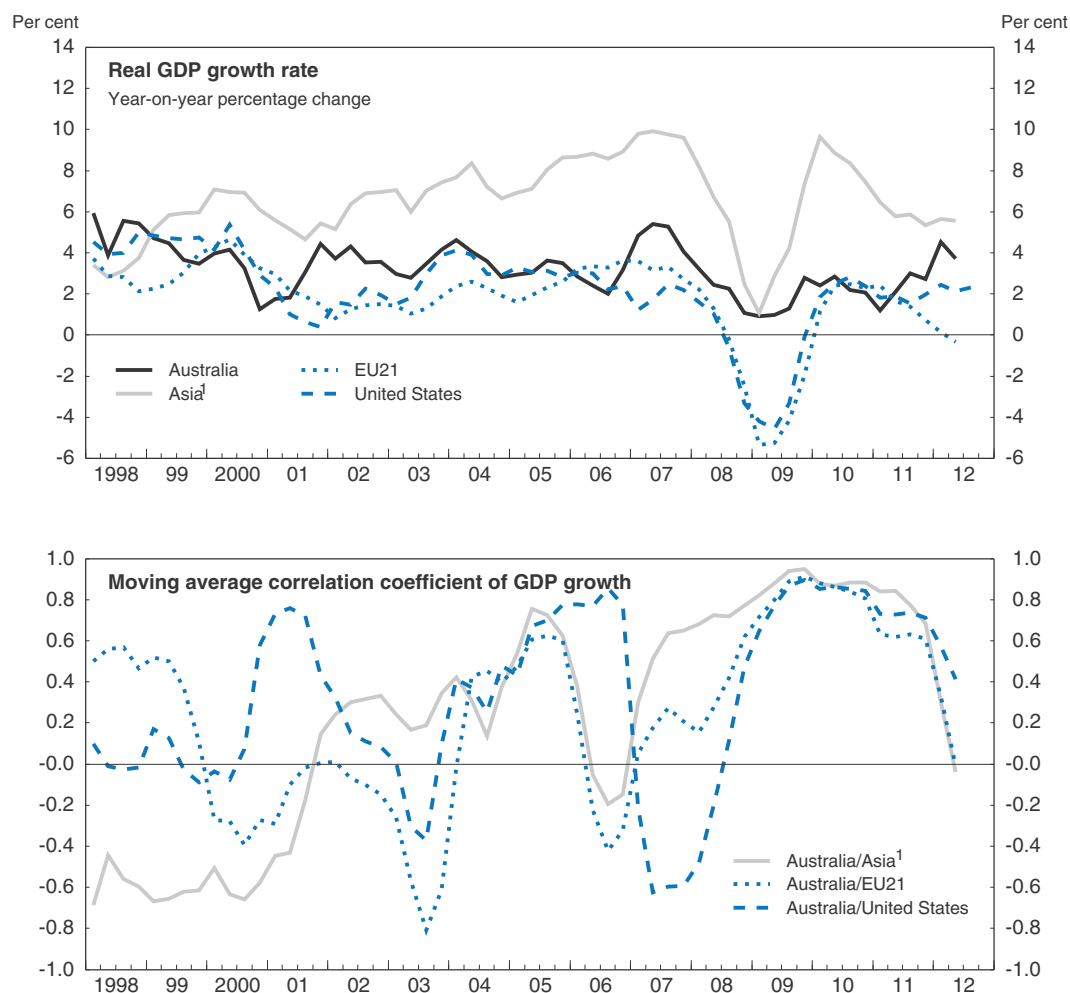 Per cent Per cent
14 14
Real GDP growth rate
12 12
Year-on-year percentage change
10 10
8 8
6 6
4 4
2 2
0 0
Australia EU21
-2 -2
Asia1 United States
-4 -4
-6 -6
1998 99 2000 01 02 03 04 05 06 07 08 09 10 11 12
1.0 1.0
Moving average correlation coefficient of GDP growth
0.8 0.8
0.6 0.6
0.4 0.4
0.2 0.2
-0.0 -0.0
-0.2 -0.2
-0.4 -0.4
Australia/Asia1
Australia/EU21
-0.6 -0.6
Australia/United States
-0.8 -0.8
-1.0 -1.0
1998 99 2000 01 02 03 04 05 06 07 08 09 10 11 12